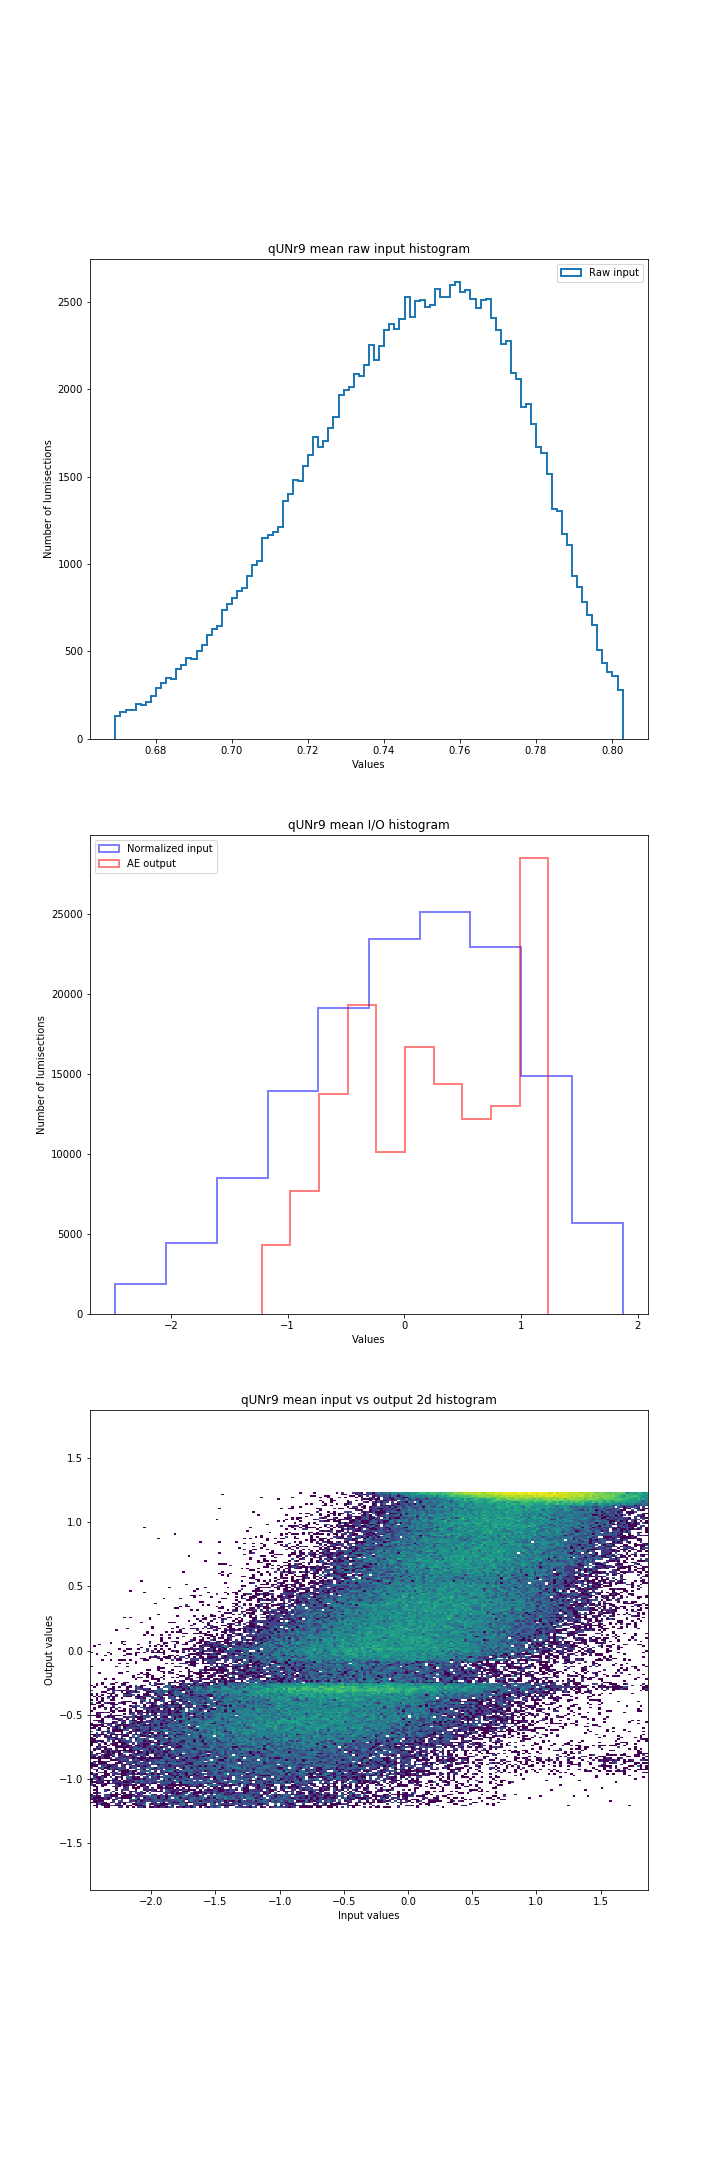 qUNr9 mean raw input histogram
Raw input
2500
2000
1500
1000
500
0
Number of lumisections
0.68 0.70 0.72 0.74 0.76 0.78 0.80
Values
qUNr9 mean I/O histogram
Normalized input
AE output
25000
20000
15000
10000
5000
0
Number of lumisections
−2 −1 0 1 2
Values
qUNr9 mean input vs output 2d histogram
1.5
1.0
0.5
0.0
−0.5
−1.0
−1.5
Output values
−2.0 −1.5 −1.0 −0.5 0.0 0.5 1.0 1.5
Input values